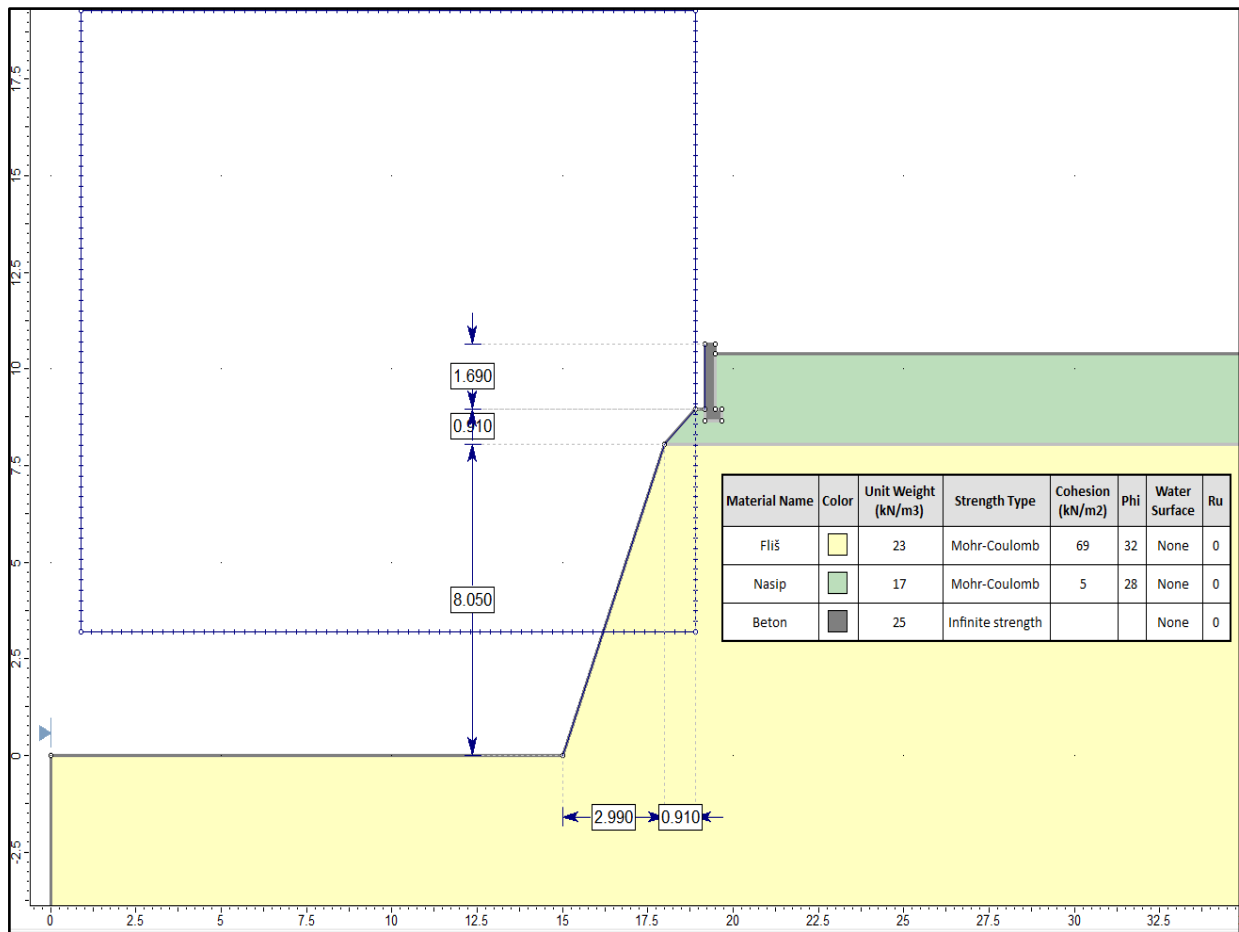 17.5
15
12.5
10
7.5
5
2.5
0
-2.5
1.690
0.910
8.050
2.990
0.910
Material Name Color Unit Weight (kN/m3) Strength Type Cohesion (kN/m2) Phi Water Surface Ru
Fliš 23 Mohr-Coulomb 69 32 None 0
Nasip 17 Mohr-Coulomb 5 28 None 0
Beton 25 Infinite strength None 0
0 2.5 5 7.5 10 12.5 15 17.5 20 22.5 25 27.5 30 32.5